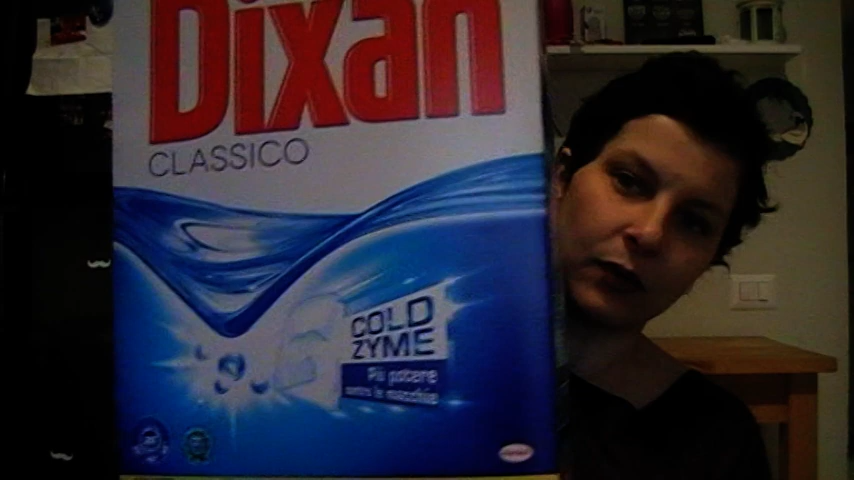 Dixan
CLASSICO
COLD
ZYME
Più potere
contro le macchie